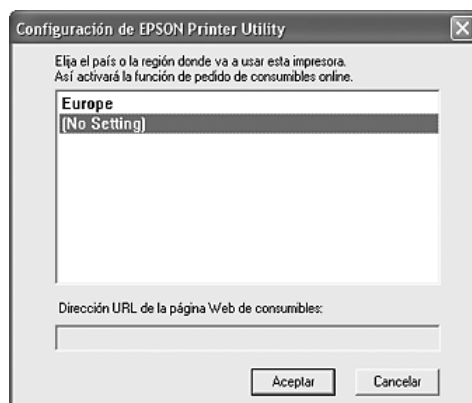 Configuración de EPSON Printer Utility
Elija el país o la región donde va a usar esta impresora.
Así activará la función de pedido de consumibles online.
Europe
(No Setting)
Dirección URL de la página Web de consumibles:
Aceptar
Cancelar